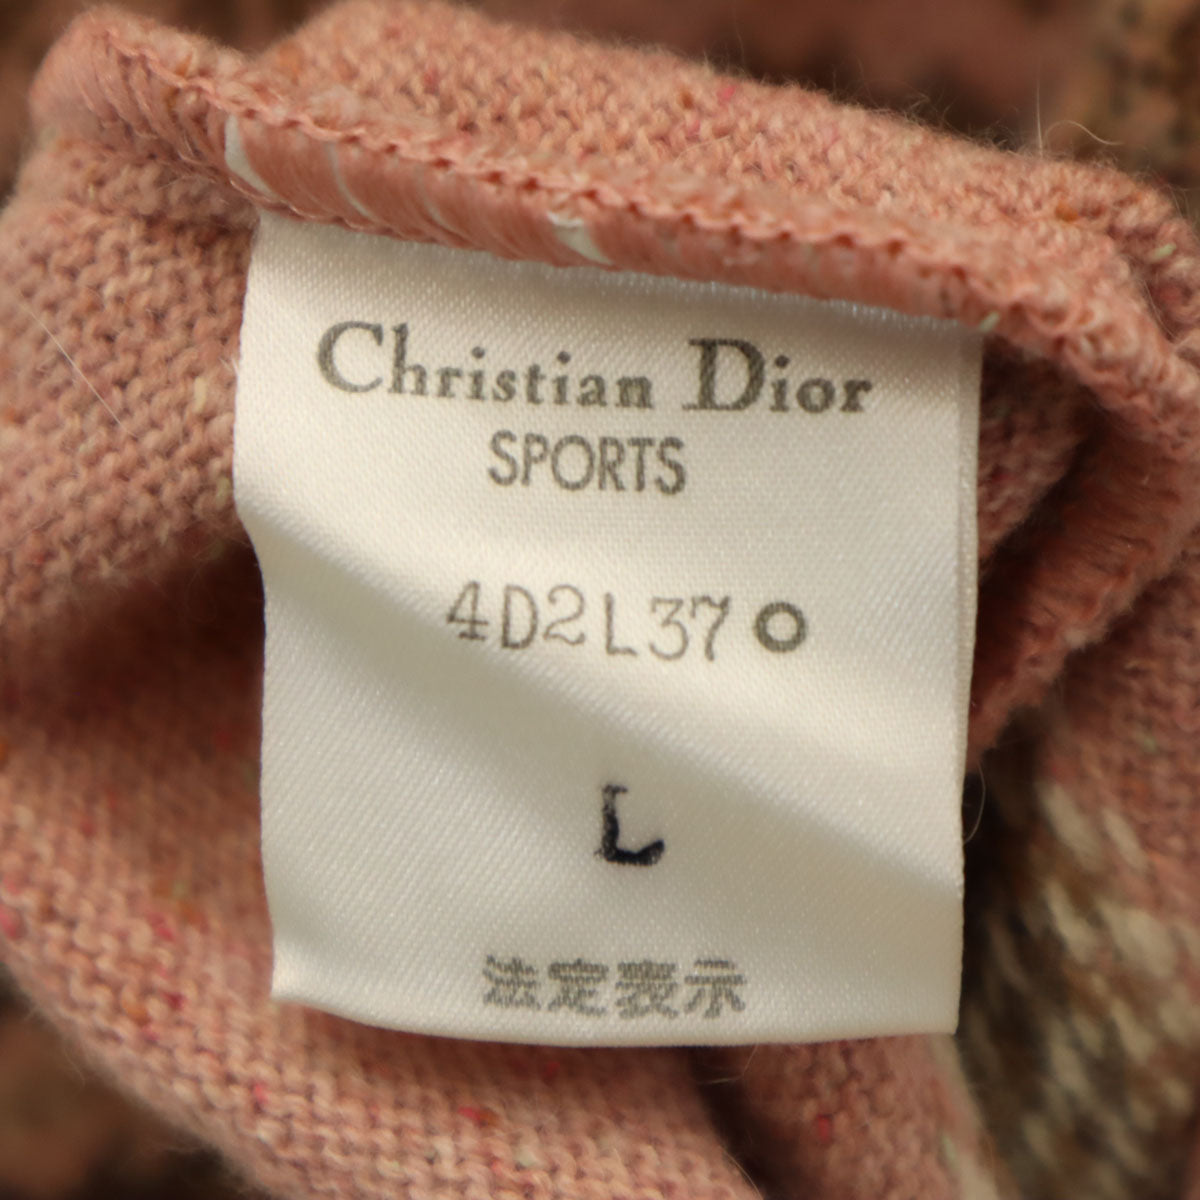 Christian Dior
SPORTS
4D2L37 O
L
法定表示